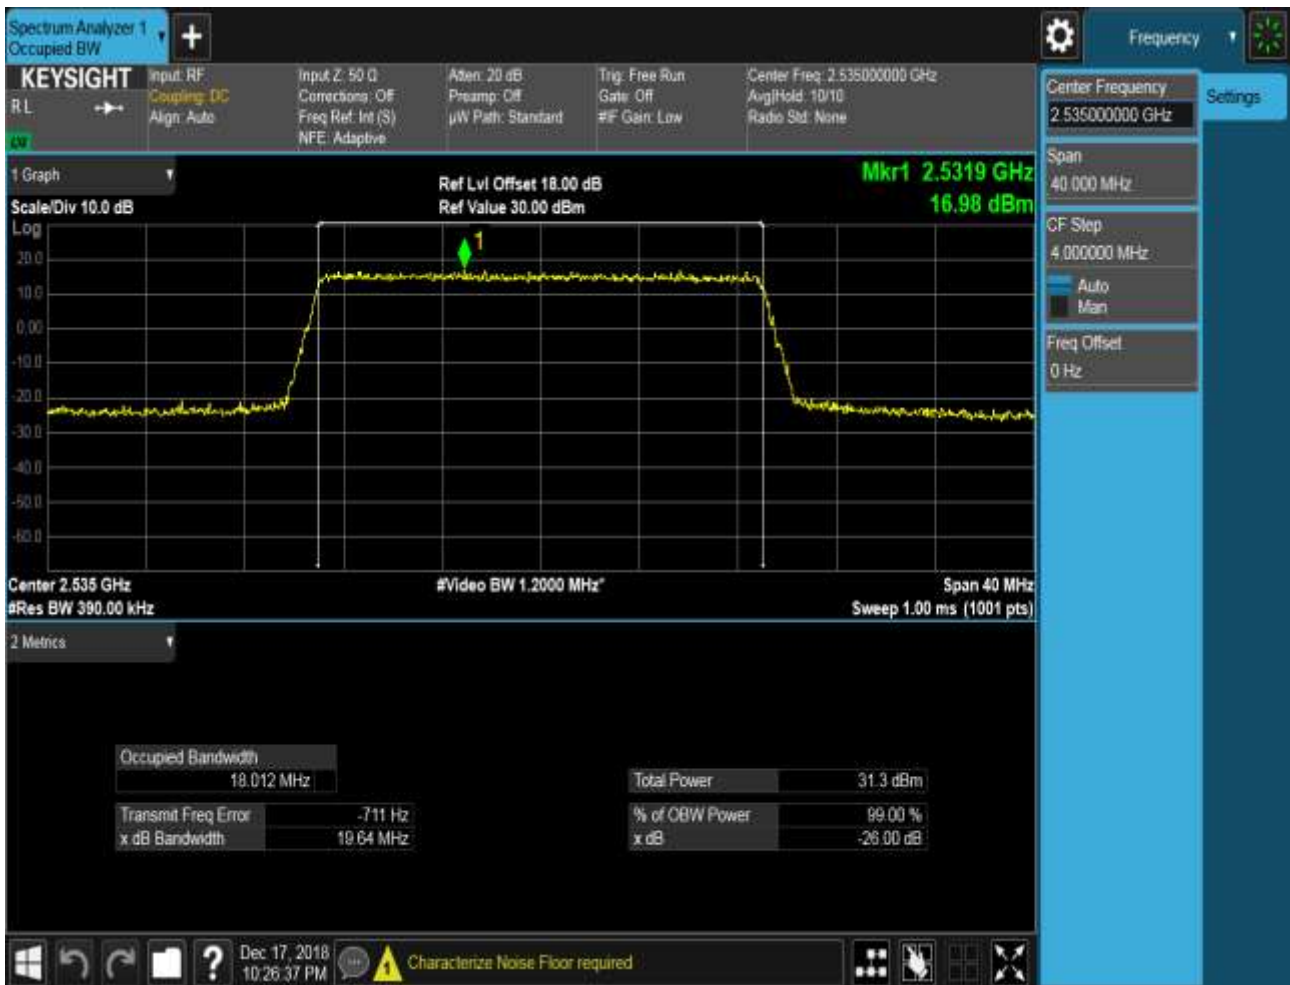 Spectrum Analyzer 1
Occupied BW
+
Frequency
KEYSIGHT
R L
Input: RF
Coupling: DC
Align: Auto
Input Z: 50 Ω
Corrections: Off
Freq Ref: Int (S)
NFE: Adaptive
Atten: 20 dB
Preamp: Off
µW Path: Standard
Trig: Free Run
Gate: Off
#IF Gain: Low
Center Freq: 2.535000000 GHz
Avg|Hold: 10/10
Radio Std: None
Center Frequency
2.535000000 GHz
Settings
Span
40.000 MHz
CF Step
4.000000 MHz
Auto
Man
Freq Offset
0 Hz
1 Graph
Scale/Div 10.0 dB
Ref Lvl Offset 18.00 dB
Ref Value 30.00 dBm
Mkr1 2.5319 GHz
16.98 dBm
Log
1
20.0
10.0
0.00
-10.0
-20.0
-30.0
-40.0
-50.0
-60.0
Center 2.535 GHz
#Video BW 1.2000 MHz*
Span 40 MHz
#Res BW 390.00 kHz
Sweep 1.00 ms (1001 pts)
2 Metrics
Occupied Bandwidth
18.012 MHz
Total Power 31.3 dBm
Transmit Freq Error -711 Hz
% of OBW Power 99.00 %
x dB Bandwidth 19.64 MHz
x dB -26.00 dB
?
Dec 17, 2018
10:26:37 PM
1
Characterize Noise Floor required